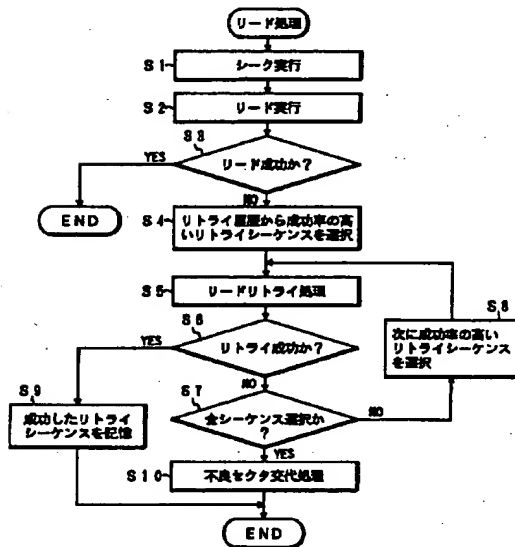 リード処理
S1
シーク実行
S2
リード実行
S3
リード成功か?
YES
NO
END
S4
リトライ履歴から成功率の高
いリトライシーケンスを選択
S5
リードリトライ処理
S6
リトライ成功か?
YES
NO
S8
次に成功率の高い
リトライシーケンス
を選択
S9
成功したリトライ
シーケンスを記憶
S7
全シーケンス選択か
?
NO
YES
S10
不良セクタ交代処理
END